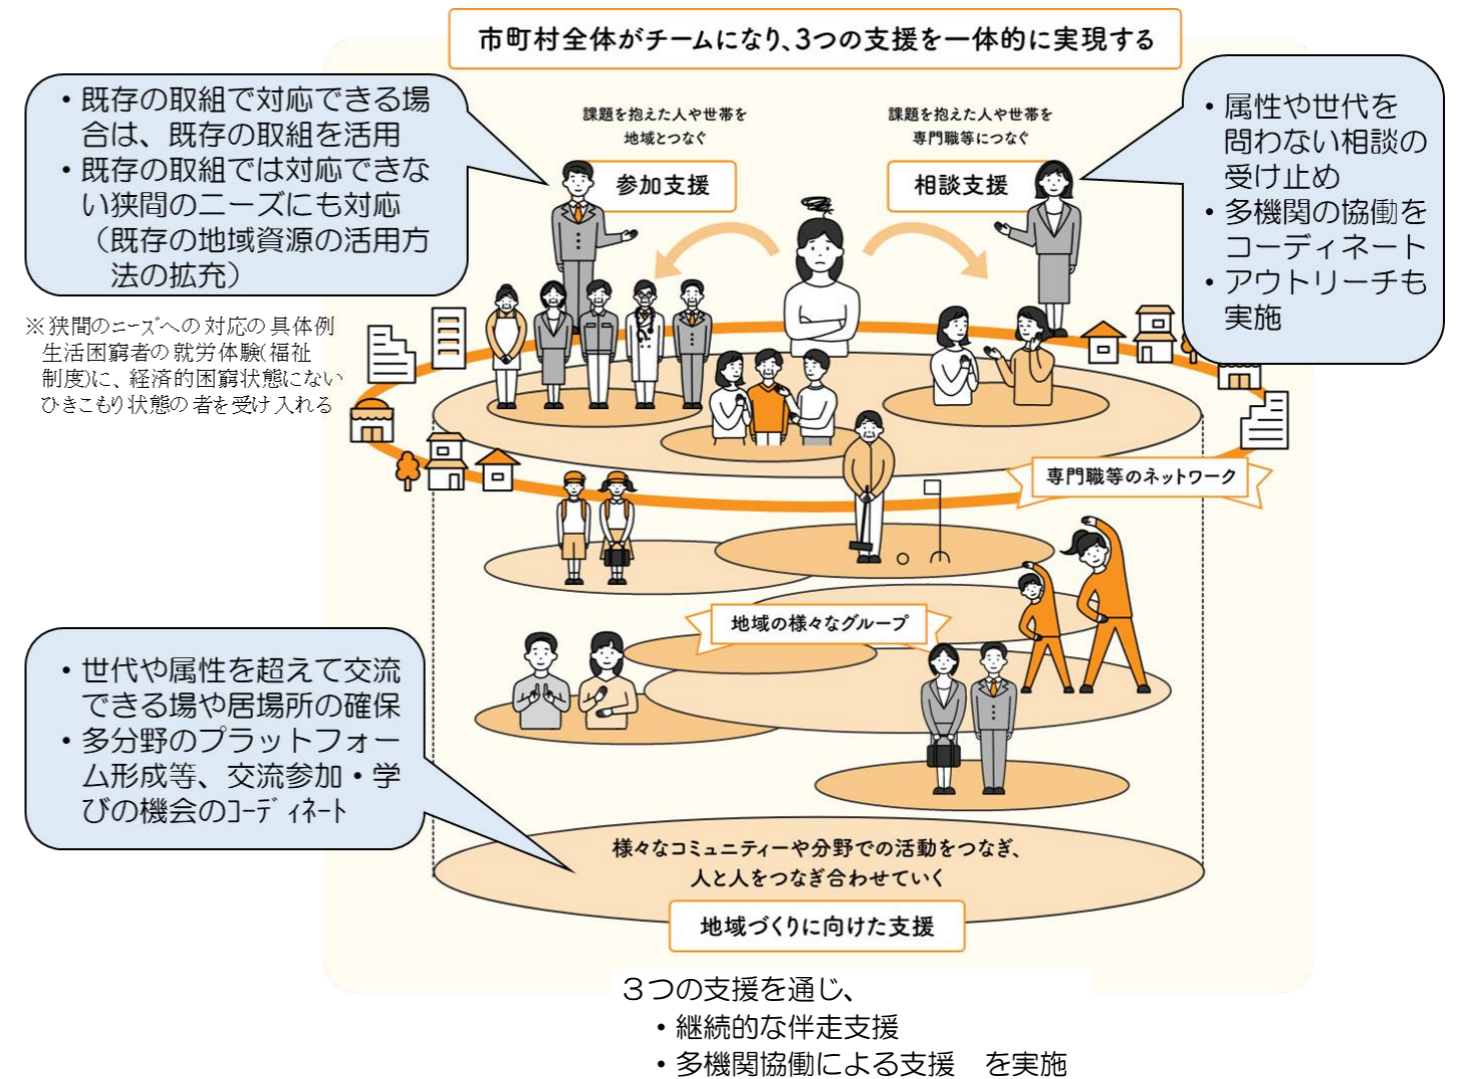 市町村全体がチームになり、3つの支援を一体的に実現する
・既存の取組で対応できる場
合は、既存の取組を活用
・既存の取組では対応できな
い狭間のニーズにも対応
（既存の地域資源の活用方
法の拡充）
※狭間のﾆｰｽﾞへの対応の具体例
生活困窮者の就労体験(福祉
制度)に、経済的困窮状態にない
ひきこもり状態の者を受け入れる
課題を抱えた人や世帯を
地域とつなぐ
参加支援
課題を抱えた人や世帯を
専門職等につなぐ
相談支援
・属性や世代を
問わない相談の
受け止め
・多機関の協働を
コーディネート
・アウトリーチも
実施
専門職等のネットワーク
地域の様々なグループ
・世代や属性を超えて交流
できる場や居場所の確保
・多分野のプラットフォー
ム形成等、交流参加・学
びの機会のｺｰﾃﾞｨﾈｰﾄ
様々なコミュニティーや分野での活動をつなぎ、
人と人をつなぎ合わせていく
地域づくりに向けた支援
３つの支援を通じ、
・継続的な伴走支援
・多機関協働による支援　を実施